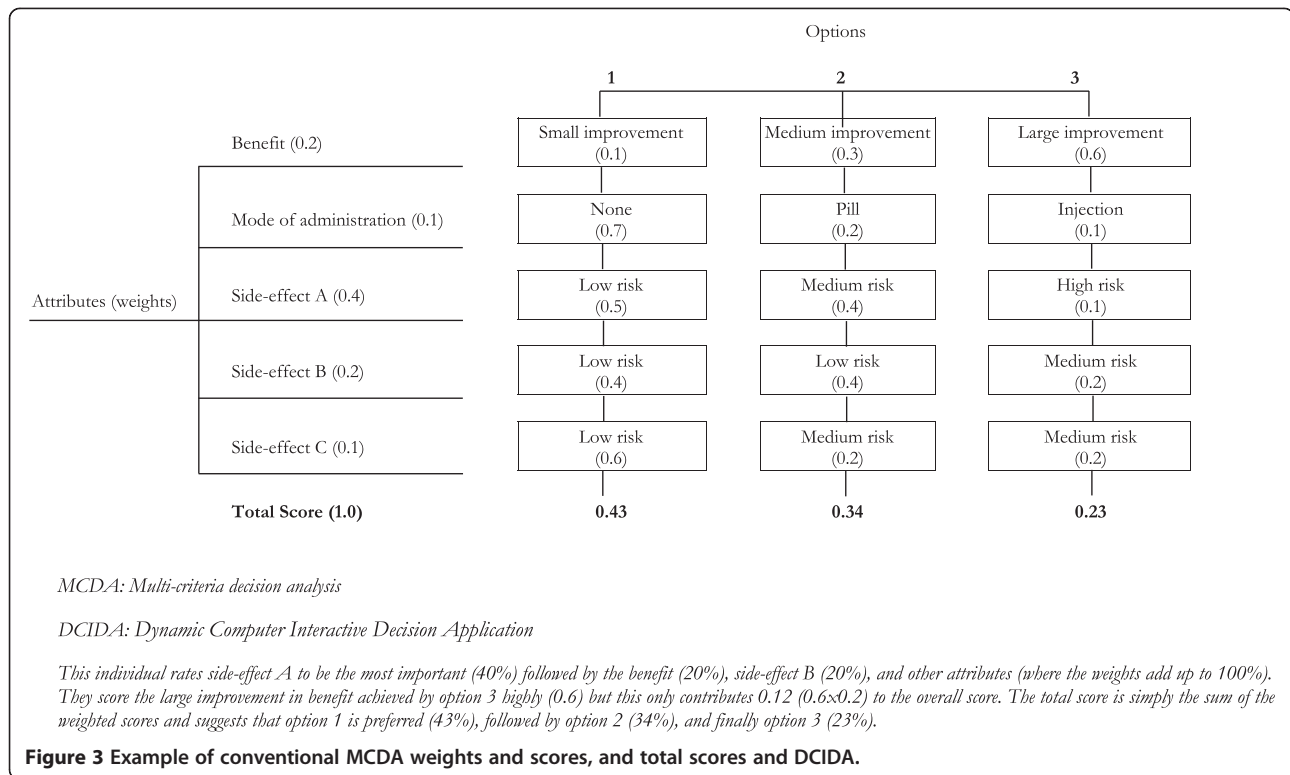 Options
1 2 3
Benefit (0.2)
Small improvement
(0.1)
Medium improvement
(0.3)
Large improvement
(0.6)
Mode of administration (0.1)
None
(0.7)
Pill
(0.2)
Injection
(0.1)
Attributes (weights)
Side-effect A (0.4)
Low risk
(0.5)
Medium risk
(0.4)
High risk
(0.1)
Side-effect B (0.2)
Low risk
(0.4)
Low risk
(0.4)
Medium risk
(0.2)
Side-effect C (0.1)
Low risk
(0.6)
Medium risk
(0.2)
Medium risk
(0.2)
Total Score (1.0) 0.43 0.34 0.23
MCDA: Multi-criteria decision analysis
DCIDA: Dynamic Computer Interactive Decision Application
This individual rates side-effect A to be the most important (40%) followed by the benefit (20%), side-effect B (20%), and other attributes (where the weights add up to 100%).
They score the large improvement in benefit achieved by option 3 highly (0.6) but this only contributes 0.12 (0.6x0.2) to the overall score. The total score is simply the sum of the
weighted scores and suggests that option 1 is preferred (43%), followed by option 2 (34%), and finally option 3 (23%).
Figure 3 Example of conventional MCDA weights and scores, and total scores and DCIDA.